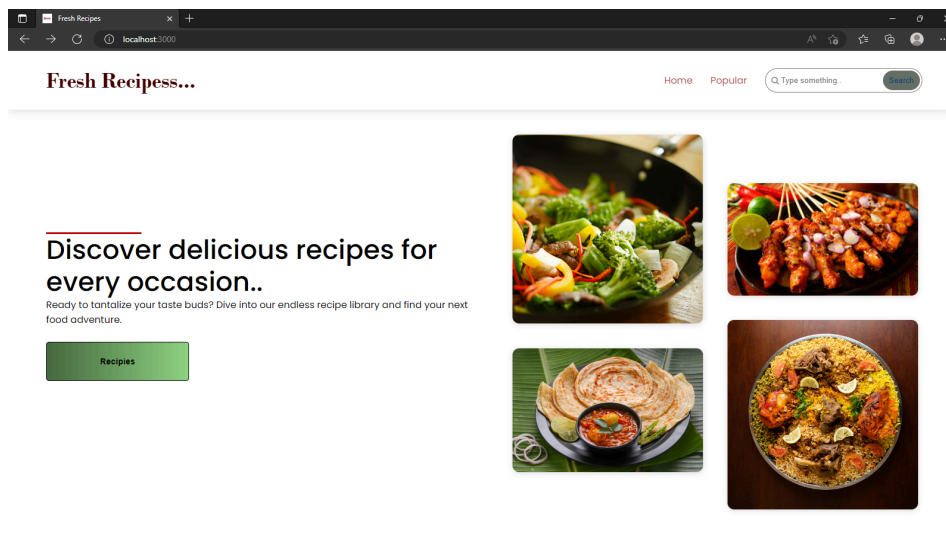 Fresh Recipes
localhost:3000
Fresh Recipess...
Home Popular Type something.. Search
Discover delicious recipes for
every occasion..
Ready to tantalize your taste buds? Dive into our endless recipe library and find your next
food adventure.
Recipies